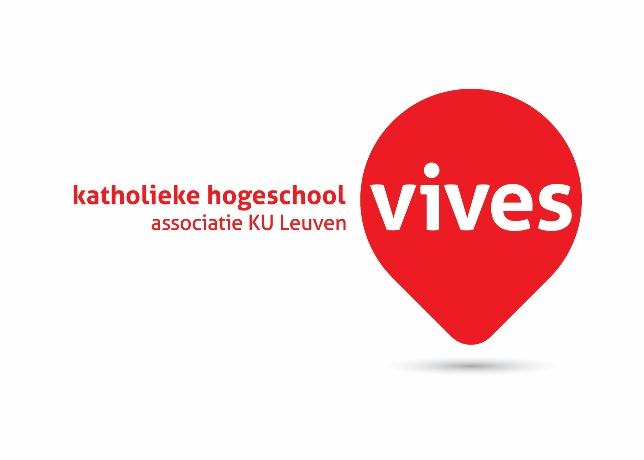 katholieke hogeschool
associatie KU Leuven
vives